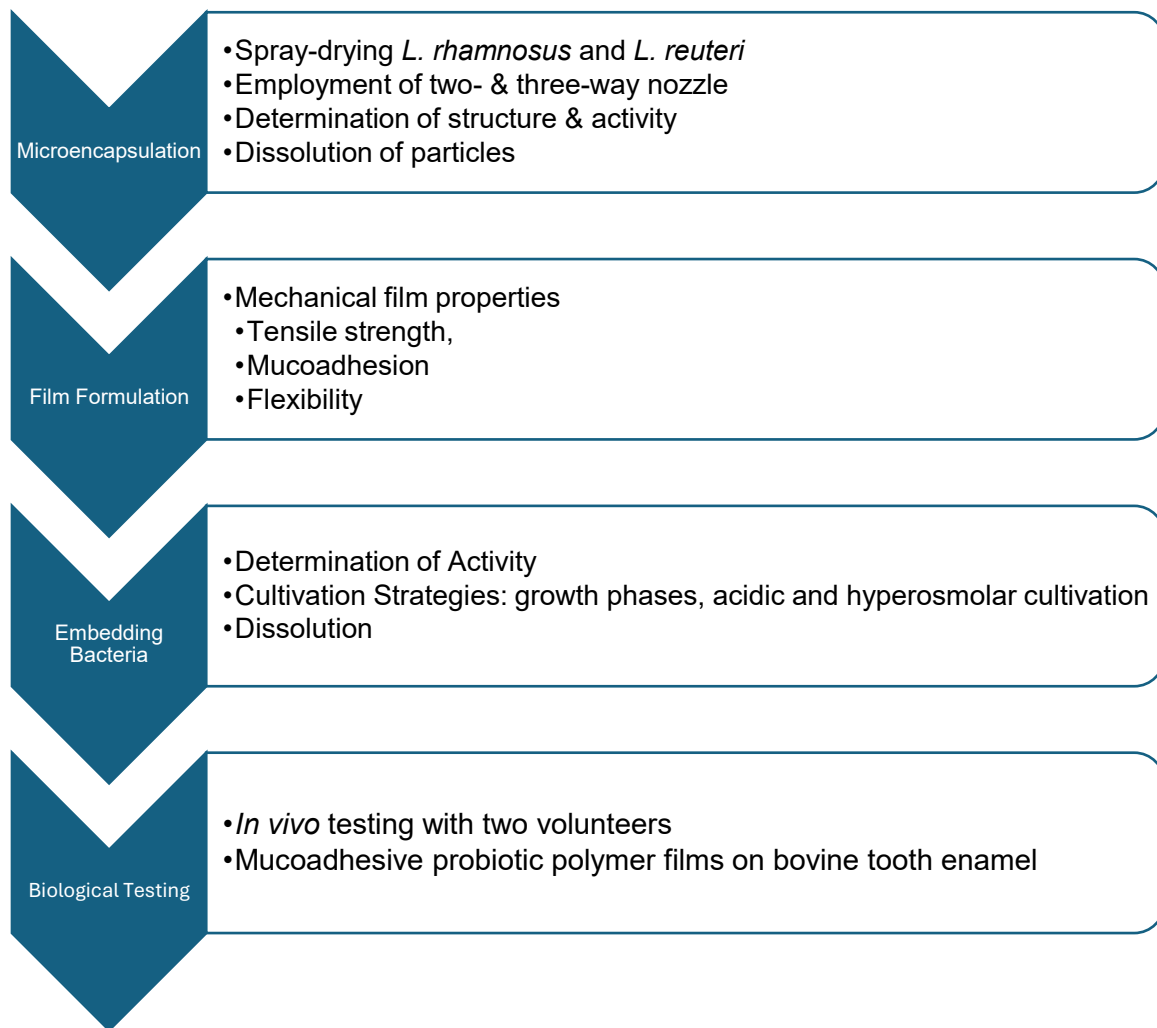 Microencapsulation
•Spray-drying L. rhamnosus and L. reuteri
•Employment of two- & three-way nozzle
•Determination of structure & activity
•Dissolution of particles
Film Formulation
•Mechanical film properties
•Tensile strength,
•Mucoadhesion
•Flexibility
Embedding
Bacteria
•Determination of Activity
•Cultivation Strategies: growth phases, acidic and hyperosmolar cultivation
•Dissolution
Biological Testing
•In vivo testing with two volunteers
•Mucoadhesive probiotic polymer films on bovine tooth enamel